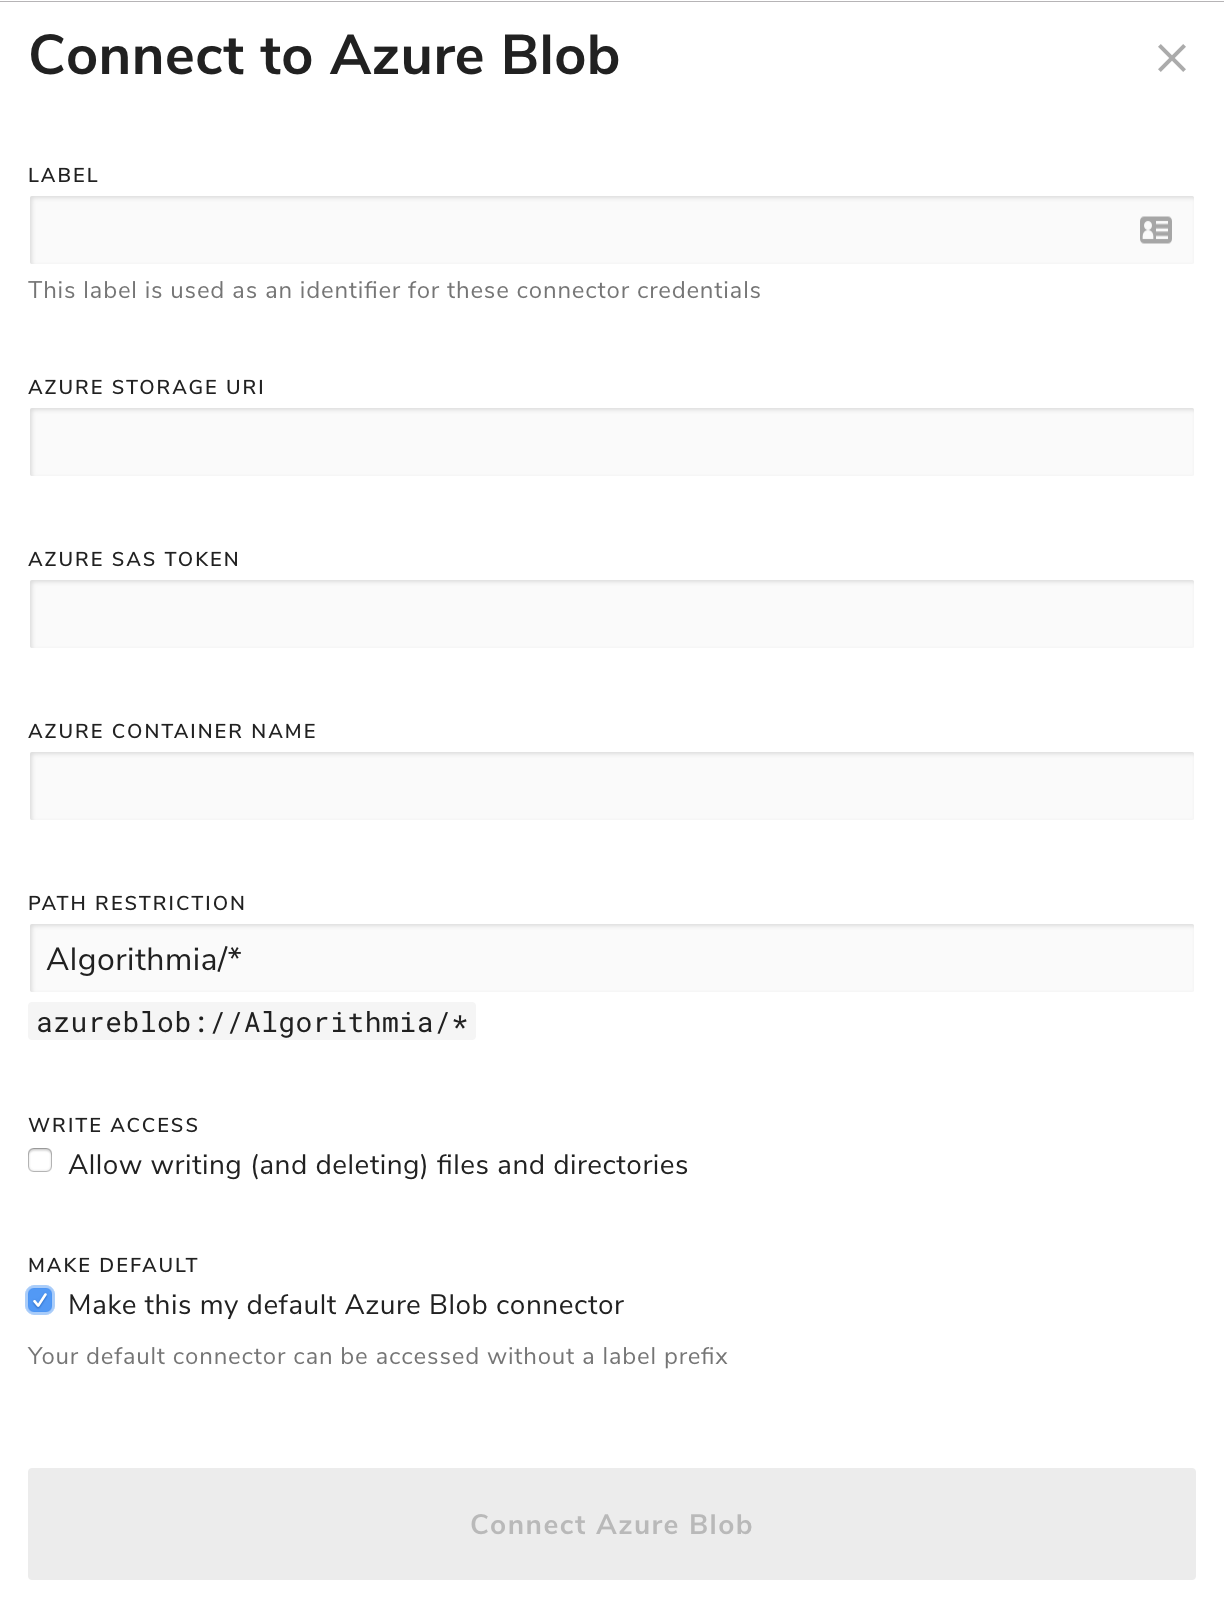 Connect to Azure Blob
LABEL
This label is used as an identifier for these connector credentials
AZURE STORAGE URI
AZURE SAS TOKEN
AZURE CONTAINER NAME
PATH RESTRICTION
Algorithmia/*
azureblob://Algorithmia/*
WRITE ACCESS
Allow writing (and deleting) files and directories
MAKE DEFAULT
Make this my default Azure Blob connector
Your default connector can be accessed without a label prefix
Connect Azure Blob